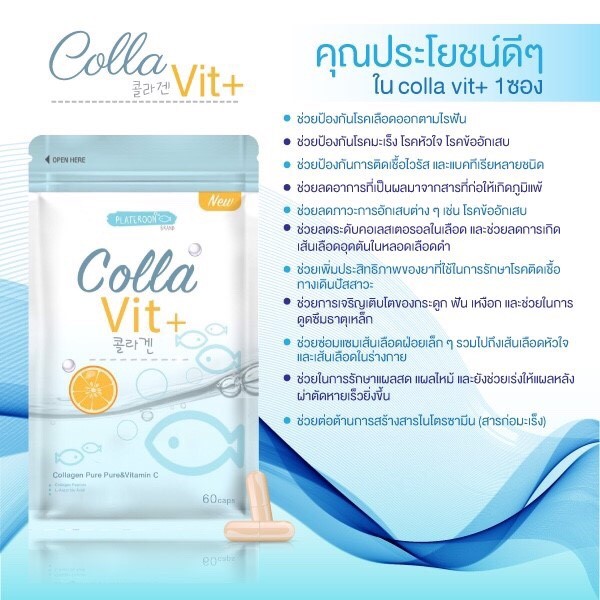 Colla
콜라겐 Vit+
คุณประโยชน์ดีๆ
ใน colla vit+ 1ซอง
OPEN HERE
New
PLATEROON
BRAND
Colla
Vit+
콜라겐
Collagen Pure Pure&Vitamin C
60caps
ช่วยป้องกันโรคเลือดออกตามไรฟัน
ช่วยป้องกันโรคมะเร็ง โรคหัวใจ โรคข้ออักเสบ
ช่วยป้องกันการติดเชื้อไวรัส และแบคทีเรียหลายชนิด
ช่วยลดอาการที่เป็นผลมาจากสารที่ก่อให้เกิดภูมิแพ้
ช่วยลดภาวะการอักเสบต่าง ๆ เช่น โรคข้ออักเสบ
ช่วยลดระดับคอเลสเตอรอลในเลือด และช่วยลดการเกิด
เส้นเลือดอุดตันในหลอดเลือดดำ
ช่วยเพิ่มประสิทธิภาพของยาที่ใช้ในการรักษาโรคติดเชื้อ
ทางเดินปัสสาวะ
ช่วยการเจริญเติบโตของกระดูก ฟัน เหงือก และช่วยในการ
ดูดซึมธาตุเหล็ก
ช่วยซ่อมแซมเส้นเลือดฝอยเล็ก ๆ รวมไปถึงเส้นเลือดหัวใจ
และเส้นเลือดในร่างกาย
ช่วยในการรักษาแผลสด แผลไหม้ และยังช่วยเร่งให้แผลหลัง
ผ่าตัดหายเร็วยิ่งขึ้น
ช่วยต่อต้านการสร้างสารไนโตรซามีน (สารก่อมะเร็ง)